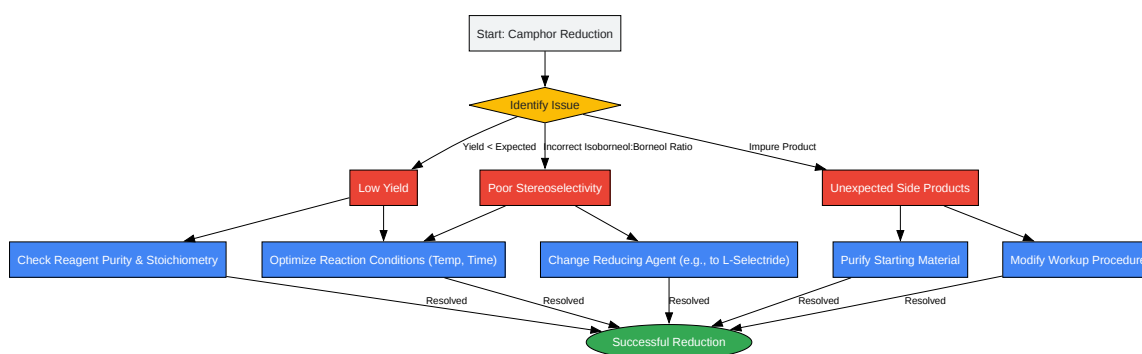 Start: Camphor Reduction
Identify Issue
Yield < Expected
Incorrect Isoborneol:Borneol Ratio
Impure Product
Low Yield
Poor Stereoselectivity
Unexpected Side Products
Check Reagent Purity & Stoichiometry
Optimize Reaction Conditions (Temp, Time)
Change Reducing Agent (e.g., to L-Selectride)
Purify Starting Material
Modify Workup Procedure
Resolved
Resolved
Resolved
Resolved
Resolved
Successful Reduction